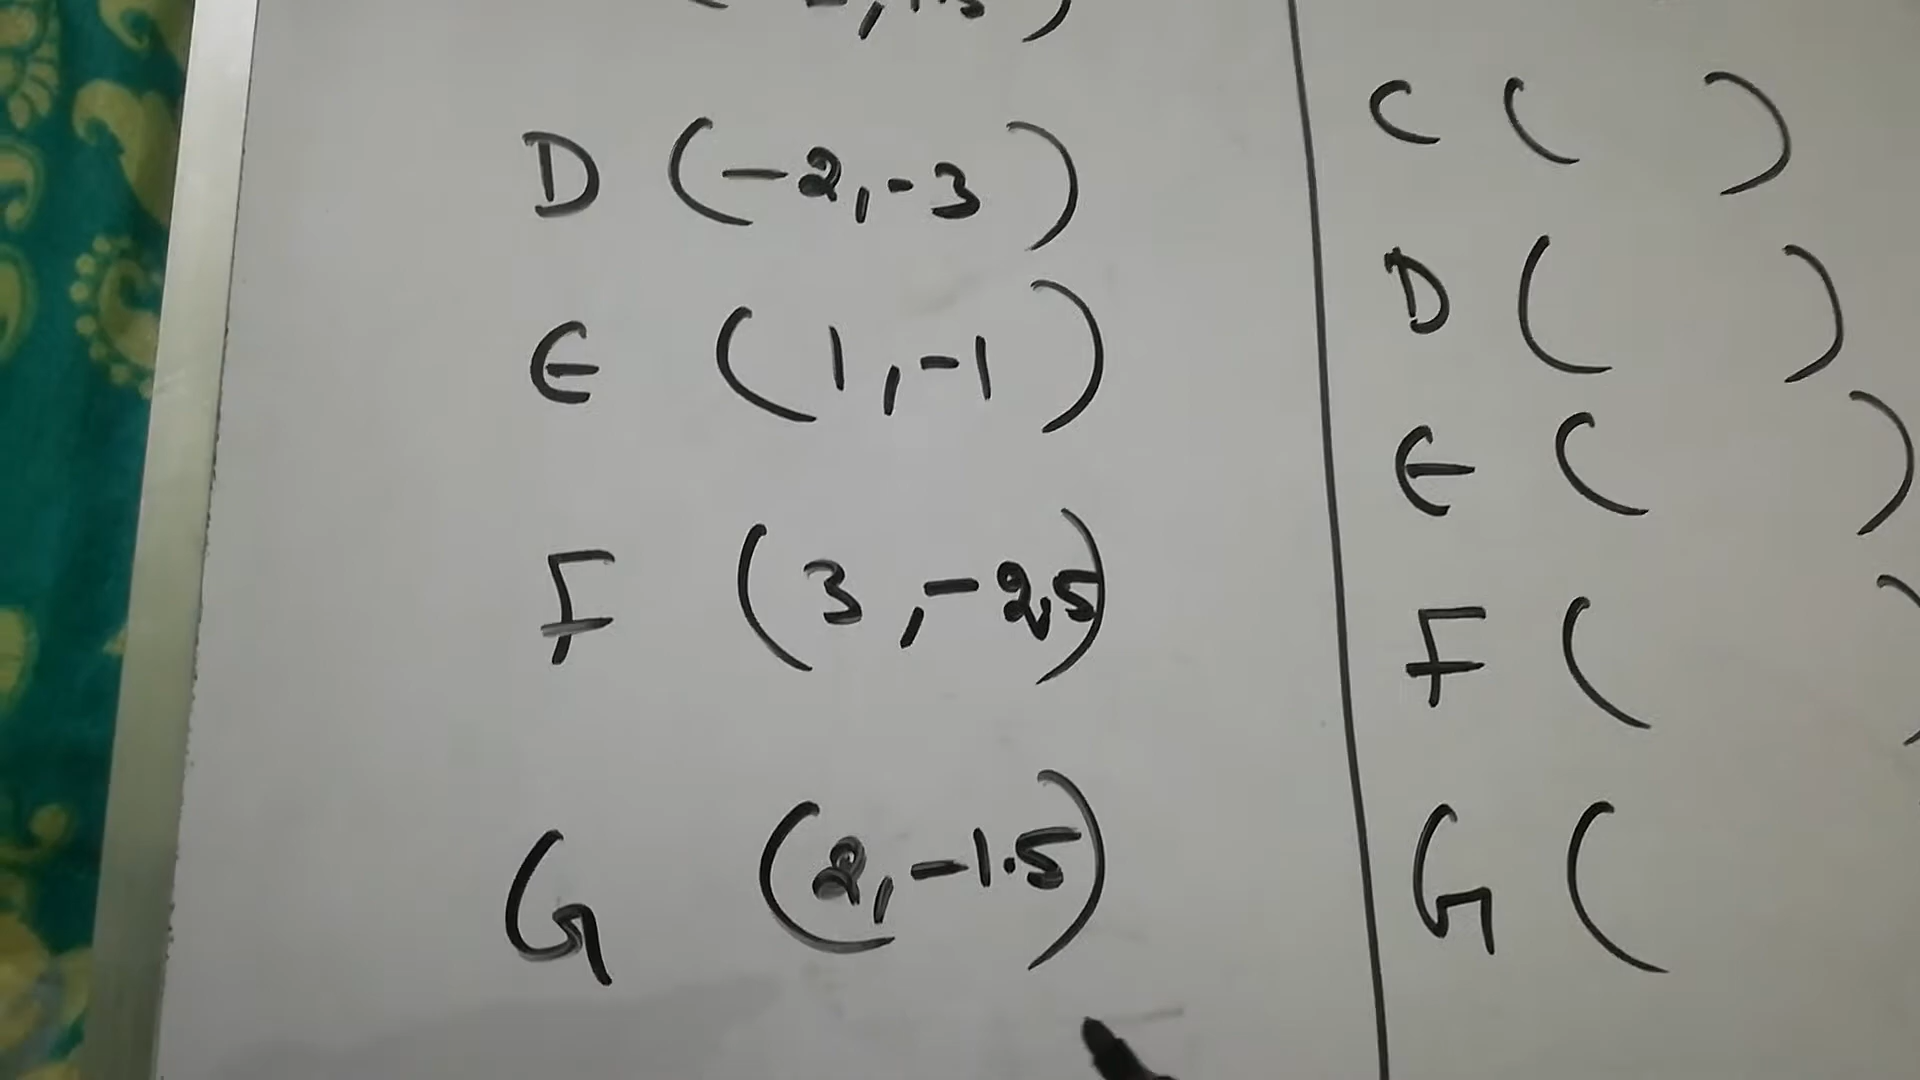 D (-2,-3)
E (1,-1)
F (3,-2.5)
G (2,-1.5)
C ( )
D ( )
E ( )
F ( )
G (